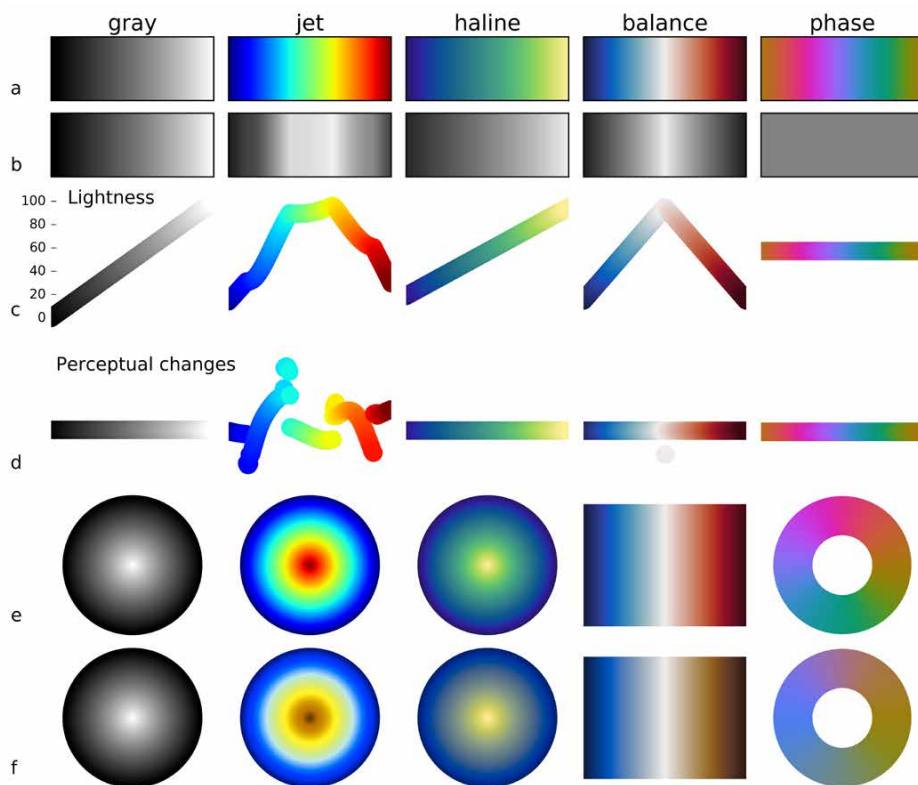 gray jet haline balance phase
a
b
Lightness
100
80
60
40
20
0
c
Perceptual changes
d
e
f